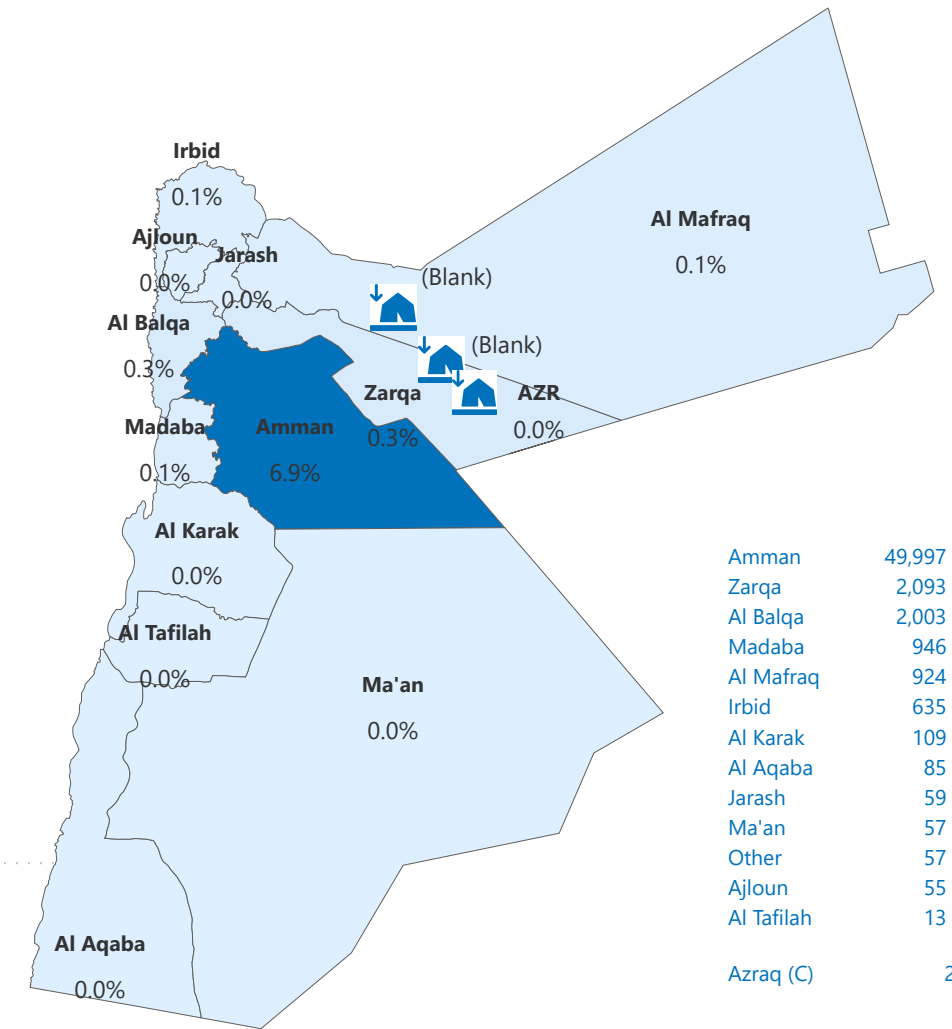 Irbid
0.1%
Ajloun
0.0%
Jarash
0.0%
Al Balqa
0.3%
Al Mafraq
0.1%
(Blank)
(Blank)
Zarqa
0.3%
AZR
0.0%
Madaba
0.1%
Amman
6.9%
Al Karak
0.0%
Al Tafilah
0.0%
Ma'an
0.0%
Al Aqaba
0.0%
Amman 49,997
Zarqa 2,093
Al Balqa 2,003
Madaba 946
Al Mafraq 924
Irbid 635
Al Karak 109
Al Aqaba 85
Jarash 59
Ma'an 57
Other 57
Ajloun 55
Al Tafilah 13
Azraq (C) 2